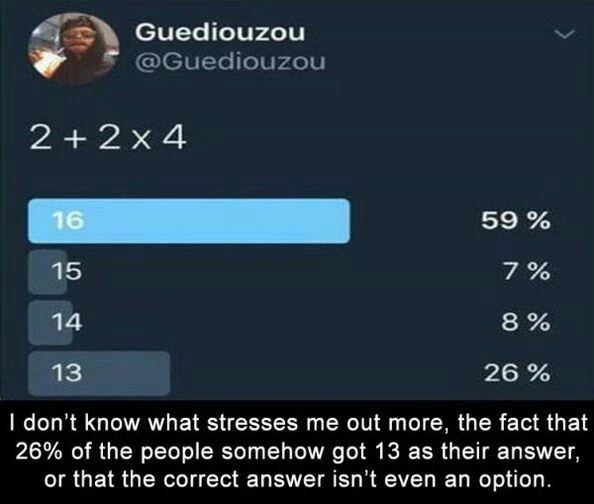 Guediouzou
@Guediouzou
2 + 2 x 4
16 59 %
15 7 %
14 8 %
13 26 %
I don't know what stresses me out more, the fact that
26% of the people somehow got 13 as their answer,
or that the correct answer isn't even an option.